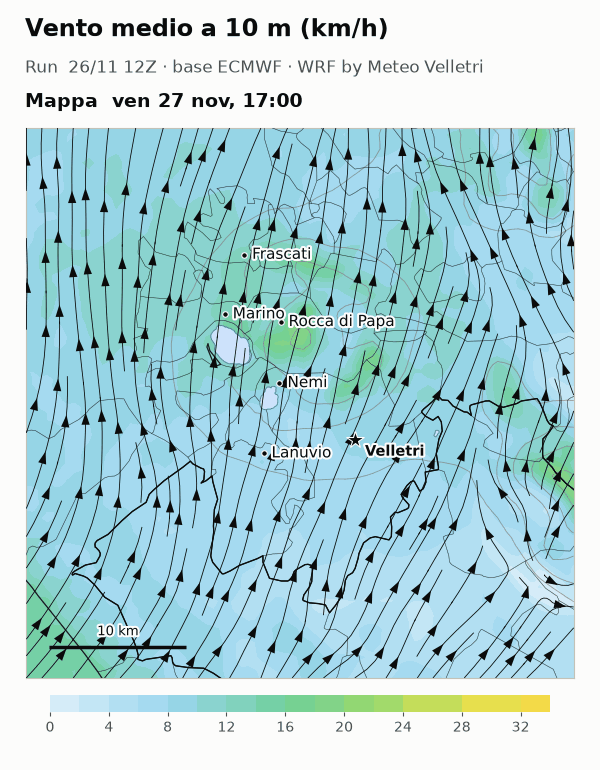 Vento medio a 10 m (km/h)
Run  26/11 12Z · base ECMWF · WRF by Meteo Velletri
Mappa  ven 27 nov, 17:00
Frascati
Marino
Rocca di Papa
Nemi
Velletri
Lanuvio
10 km
0 4 8 12 16 20 24 28 32